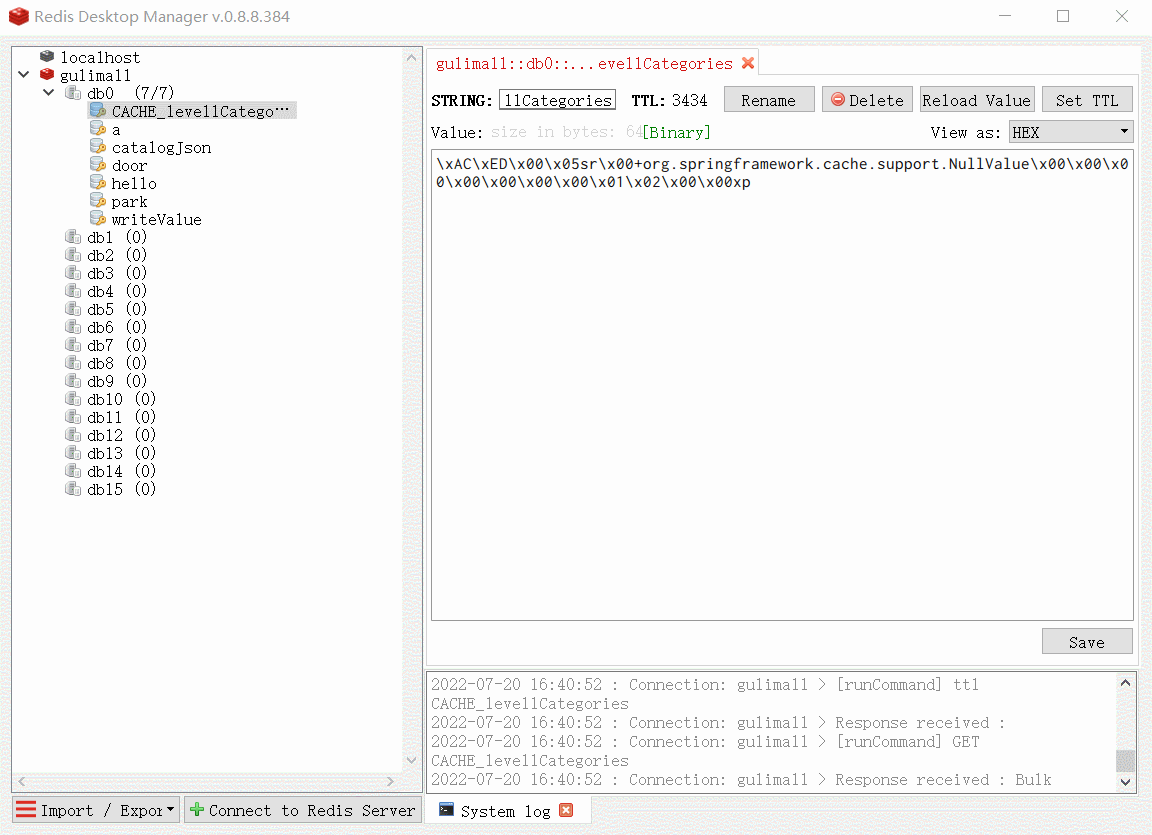 Redis Desktop Manager v.0.8.8.384
localhost
gulimall
db0 (7/7)
CACHE_level1Catego···
a
catalogJson
door
hello
park
writeValue
db1 (0)
db2 (0)
db3 (0)
db4 (0)
db5 (0)
db6 (0)
db7 (0)
db8 (0)
db9 (0)
db10 (0)
db11 (0)
db12 (0)
db13 (0)
db14 (0)
db15 (0)
Import / Expor
Connect to Redis Server
gulimall::db0::...evel1Categories
STRING: l1Categories TTL: 3434 Rename Delete Reload Value Set TTL
Value: size in bytes: 64[Binary] View as: HEX
\xAC\xED\x00\x05sr\x00+org.springframework.cache.support.NullValue\x00\x00\x0
0\x00\x00\x00\x00\x01\x02\x00\x00xp
Save
2022-07-20 16:40:52 : Connection: gulimall > [runCommand] ttl
CACHE_level1Categories
2022-07-20 16:40:52 : Connection: gulimall > Response received :
2022-07-20 16:40:52 : Connection: gulimall > [runCommand] GET
CACHE_level1Categories
2022-07-20 16:40:52 : Connection: gulimall > Response received : Bulk
System log